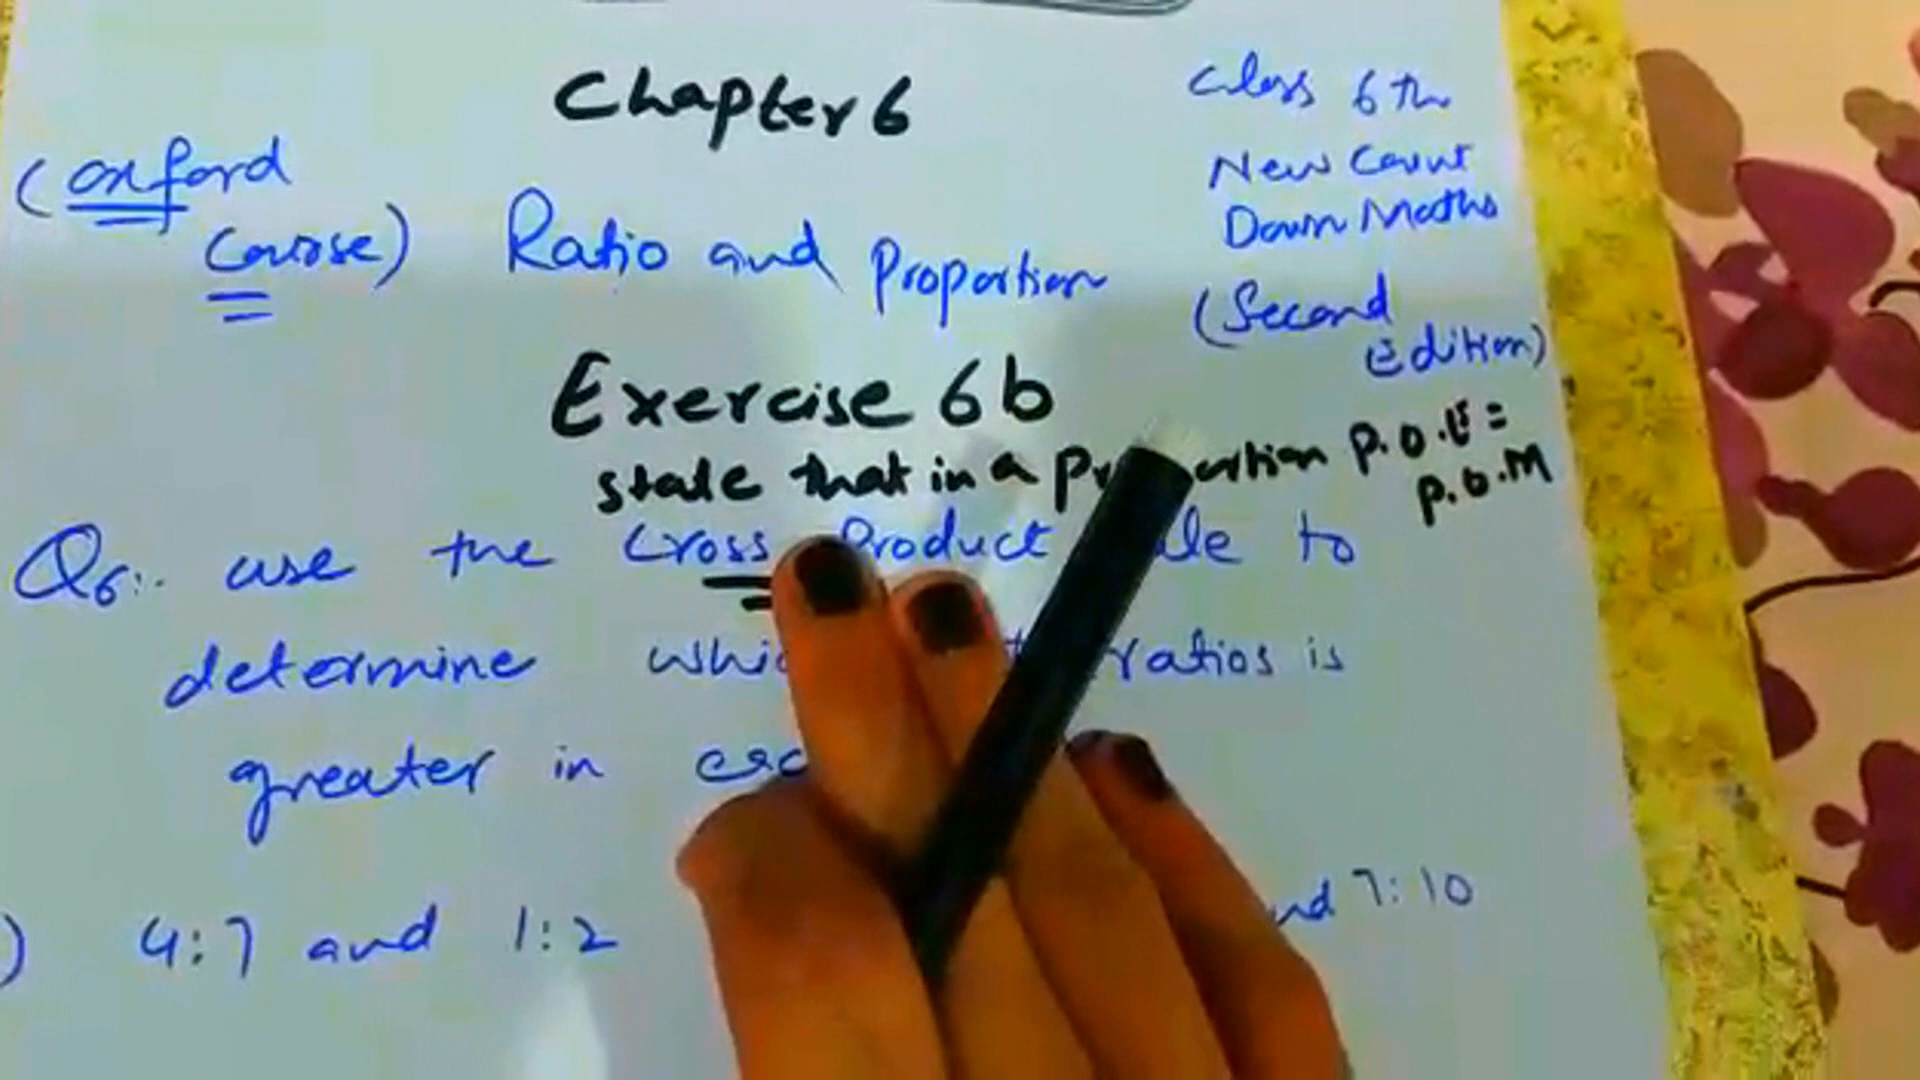 Chapter 6
Class 6th
New Count
Down Maths
(Second
Edition)
(Oxford
Course)
Ratio and Proportion
Exercise 6b
state that in a p.o.E =
p.o.M
Q6:- use the Cross Product to
determine ratios is
greater in
) 4:7 and 1:2 7:10